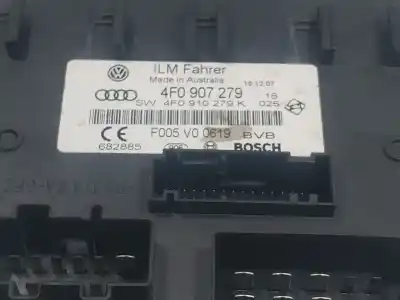 ILM Fahrer
Made in Australia
19.12.07
4F0 907 279
18
SW 4F0 910 279 K 025
F005 V0 0619 BVB
682885
BOSCH